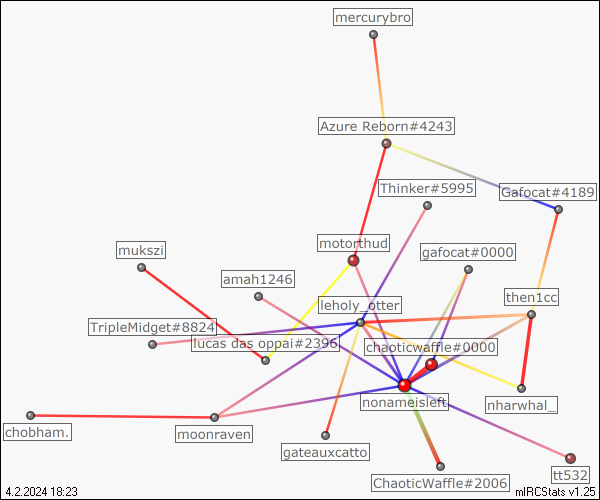 mercurybro
Azure Reborn#4243
Thinker#5995
Gafocat#4189
motorthud
mukszi
gafocat#0000
amah1246
then1cc
leholy_otter
TripleMidget#8824
lucas das oppai#2396
chaoticwaffle#0000
nonameisleft
nharwhal_
chobham.
moonraven
gateauxcatto
tt532
ChaoticWaffle#2006
4.2.2024 18:23
mIRCStats v1.25